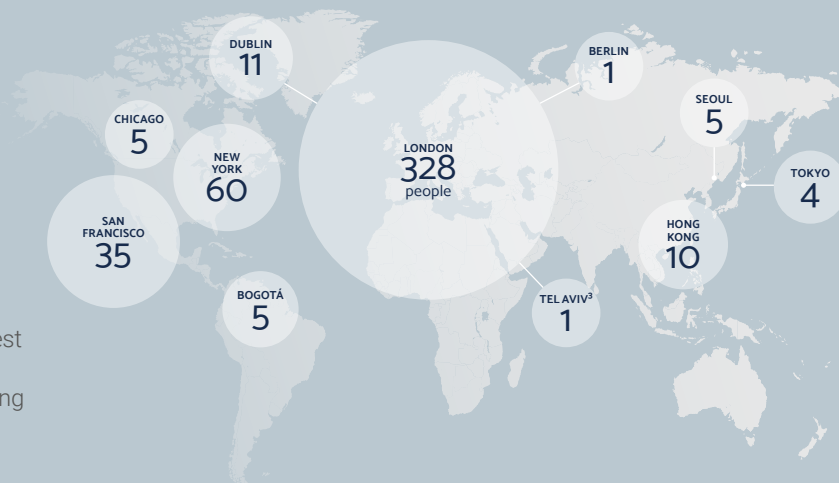 DUBLIN
11
BERLIN
1
CHICAGO
5
SEOUL
5
NEW
YORK
60
LONDON
328
people
TOKYO
4
SAN
FRANCISCO
35
HONG
KONG
10
BOGOTÁ
5
TEL AVIV³
1
est
ng